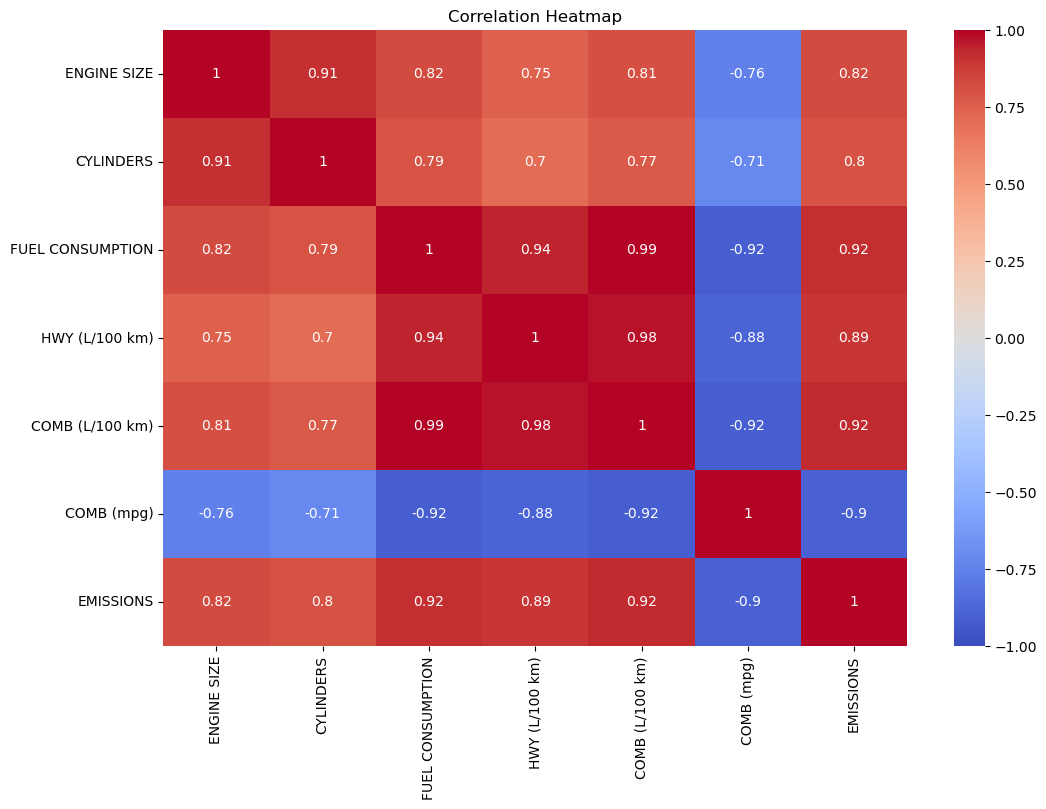 Correlation Heatmap
ENGINE SIZE 1 0.91 0.82 0.75 0.81 -0.76 0.82
CYLINDERS 0.91 1 0.79 0.7 0.77 -0.71 0.8
FUEL CONSUMPTION 0.82 0.79 1 0.94 0.99 -0.92 0.92
HWY (L/100 km) 0.75 0.7 0.94 1 0.98 -0.88 0.89
COMB (L/100 km) 0.81 0.77 0.99 0.98 1 -0.92 0.92
COMB (mpg) -0.76 -0.71 -0.92 -0.88 -0.92 1 -0.9
EMISSIONS 0.82 0.8 0.92 0.89 0.92 -0.9 1
ENGINE SIZE
CYLINDERS
FUEL CONSUMPTION
HWY (L/100 km)
COMB (L/100 km)
COMB (mpg)
EMISSIONS
1.00
0.75
0.50
0.25
0.00
−0.25
−0.50
−0.75
−1.00